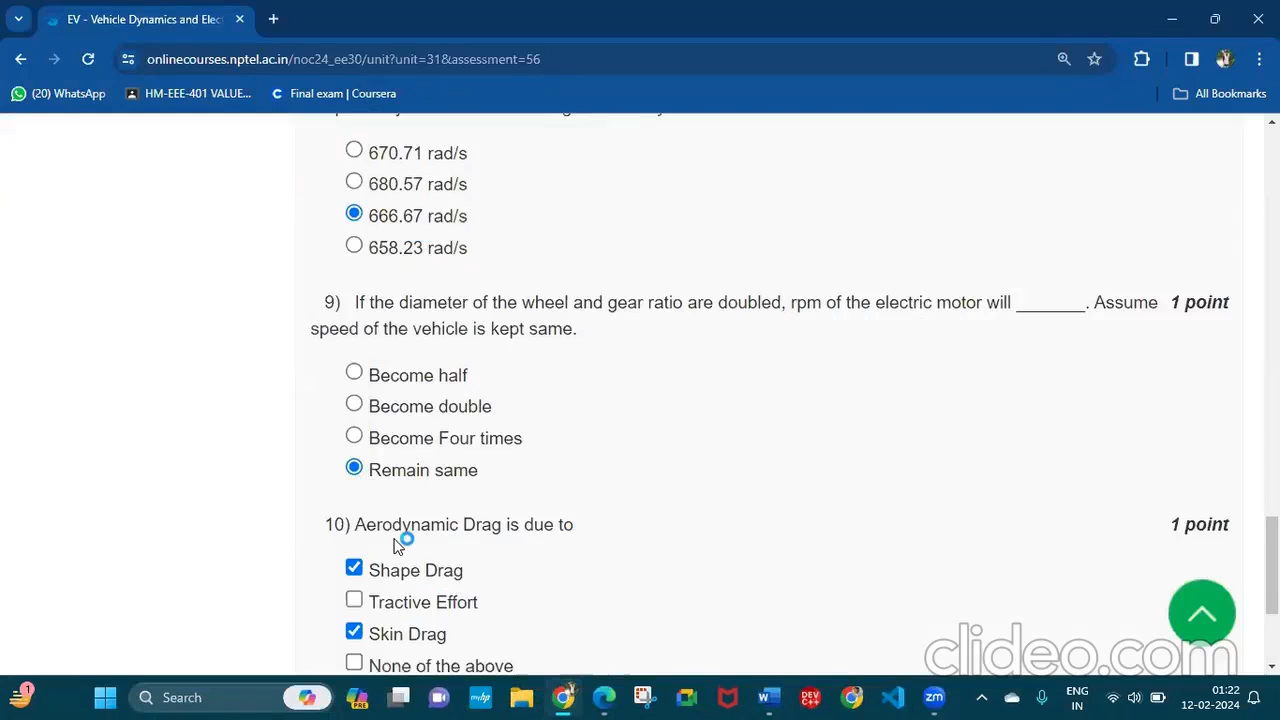 EV - Vehicle Dynamics and Elec
onlinecourses.nptel.ac.in/noc24_ee30/unit?unit=31&assessment=56
(20) WhatsApp
HM-EEE-401 VALUE...
Final exam | Coursera
All Bookmarks
670.71 rad/s
680.57 rad/s
666.67 rad/s
658.23 rad/s
9) If the diameter of the wheel and gear ratio are doubled, rpm of the electric motor will _______. Assume 1 point
speed of the vehicle is kept same.
Become half
Become double
Become Four times
Remain same
10) Aerodynamic Drag is due to 1 point
Shape Drag
Tractive Effort
Skin Drag
None of the above
clideo.com
Search
PRE
ENG
IN
01:22
12-02-2024